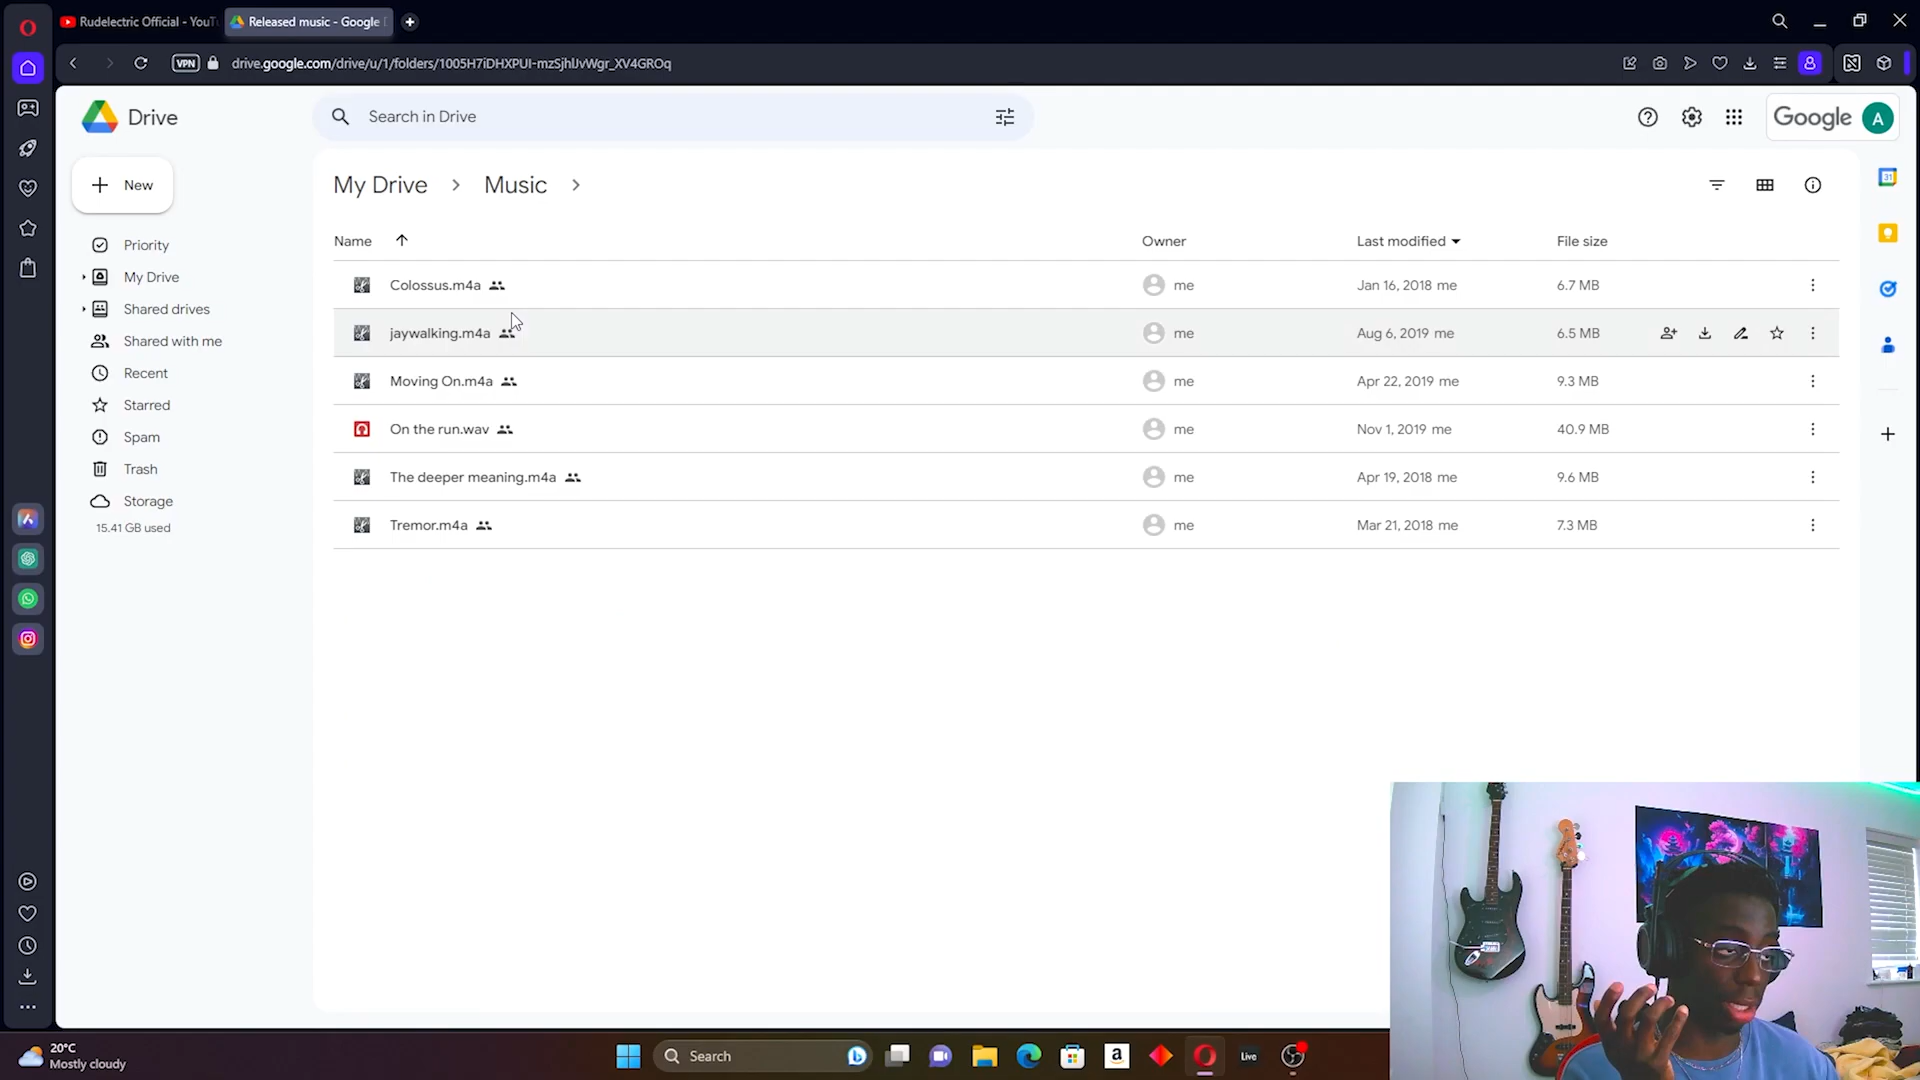 Rudelectric Official - YouTu
Released music - Google D
VPN
drive.google.com/drive/u/1/folders/1005H7iDHXPUI-mzSjhlJvWgr_XV4GROq
Drive
Search in Drive
Google A
New
My Drive > Music >
31
Name Owner Last modified File size
Priority
My Drive
Shared drives
Shared with me
Recent
Starred
Spam
Trash
Storage
15.41 GB used
Colossus.m4a me Jan 16, 2018 me 6.7 MB
jaywalking.m4a me Aug 6, 2019 me 6.5 MB
Moving On.m4a me Apr 22, 2019 me 9.3 MB
On the run.wav me Nov 1, 2019 me 40.9 MB
The deeper meaning.m4a me Apr 19, 2018 me 9.6 MB
Tremor.m4a me Mar 21, 2018 me 7.3 MB
20°C
Mostly cloudy
Search
a
Live